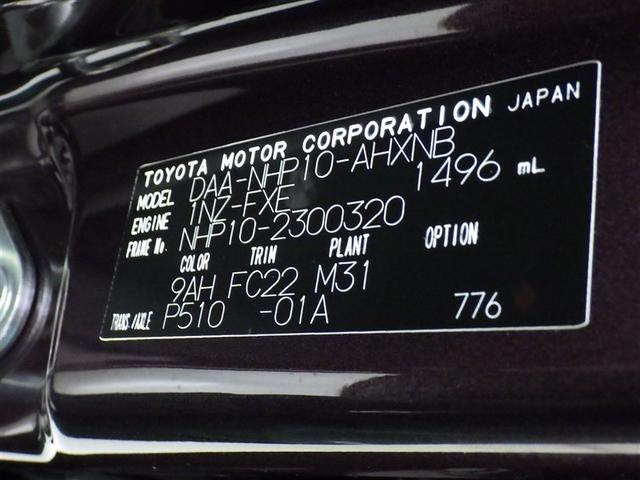 TOYOTA MOTOR CORPORATION JAPAN
MODEL DAA-NHP10-AHXNB
ENGINE 1NZ-FXE 1496 mL
FRAME No. NHP10-2300320
COLOR TRIM PLANT OPTION
9AH FC22 M31
TRANS./AXLE P510 -01A 776